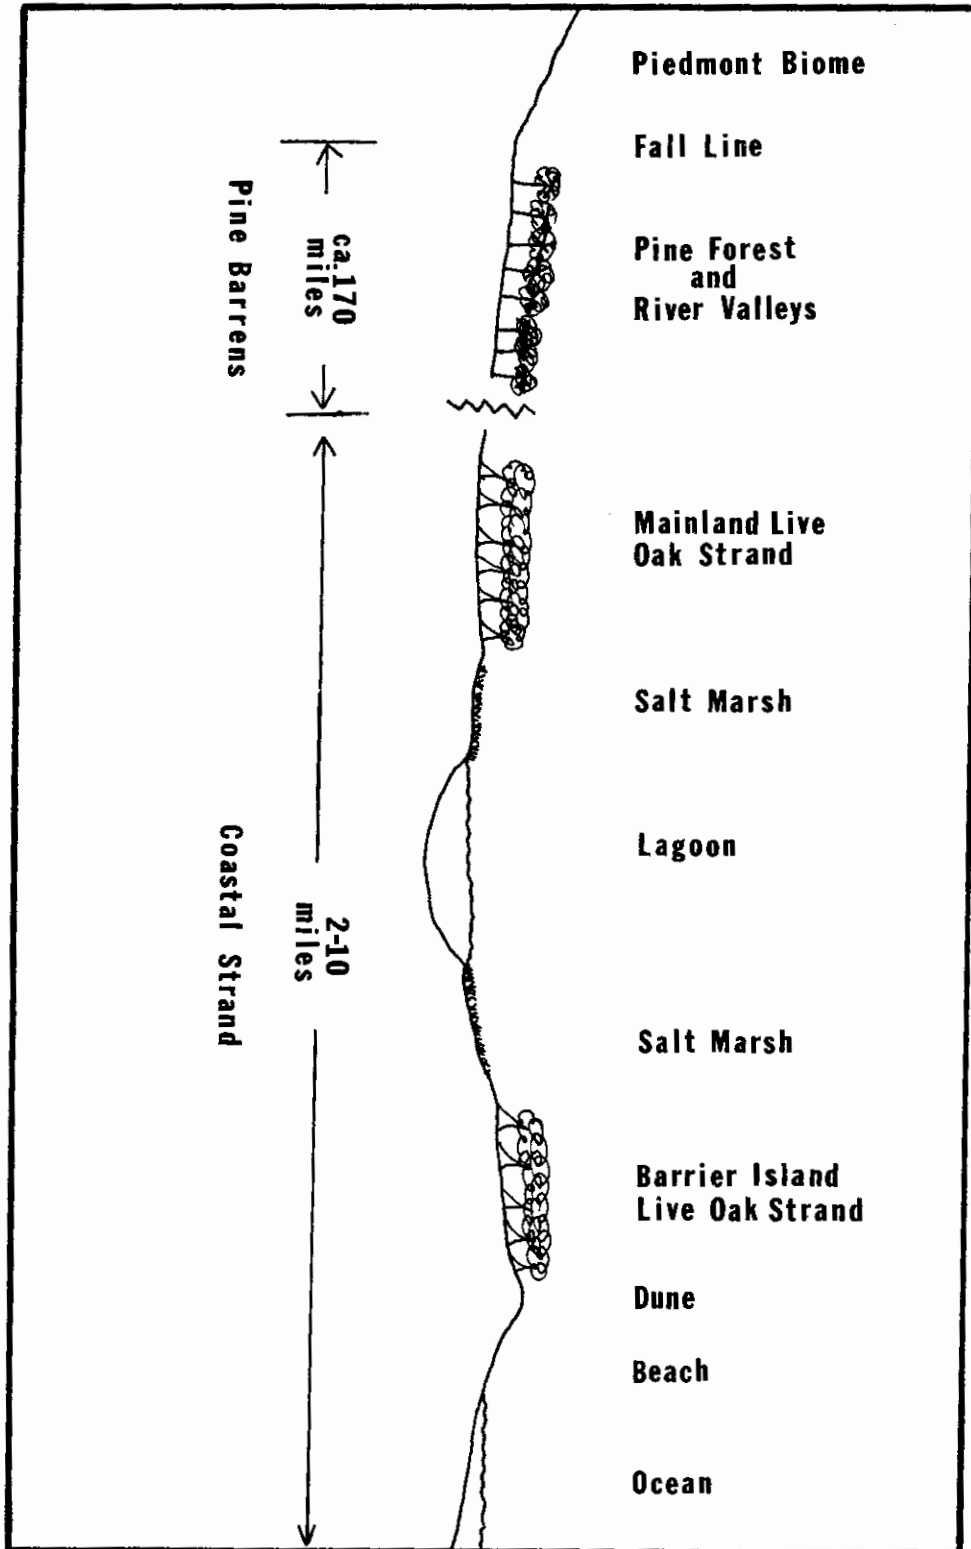 Piedmont Biome
Fall Line
Pine Forest
and
River Valleys
Mainland Live
Oak Strand
Salt Marsh
Lagoon
Salt Marsh
Barrier Island
Live Oak Strand
Dune
Beach
Ocean
ca.170
miles
Pine Barrens
2-10
miles
Coastal Strand